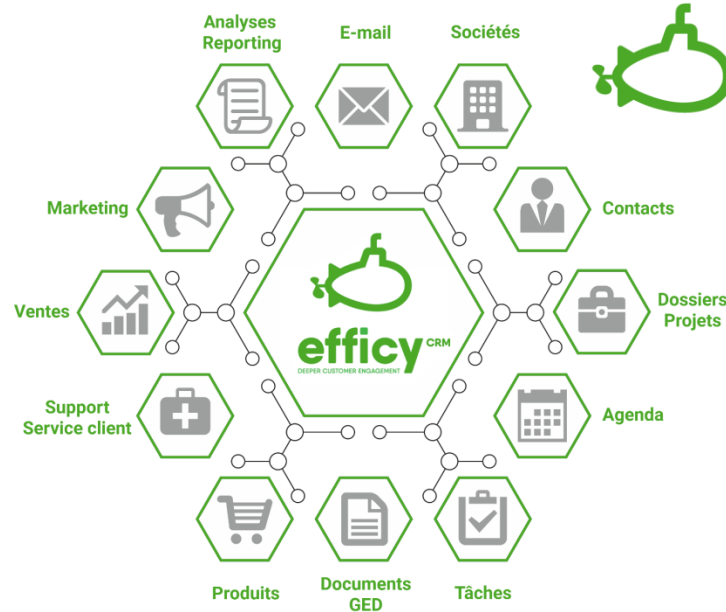 Analyses
Reporting
E-mail
Sociétés
Marketing
Contacts
Ventes
efficy CRM
DEEPER CUSTOMER ENGAGEMENT
Dossiers
Projets
Support
Service client
Agenda
Produits
Documents
GED
Tâches